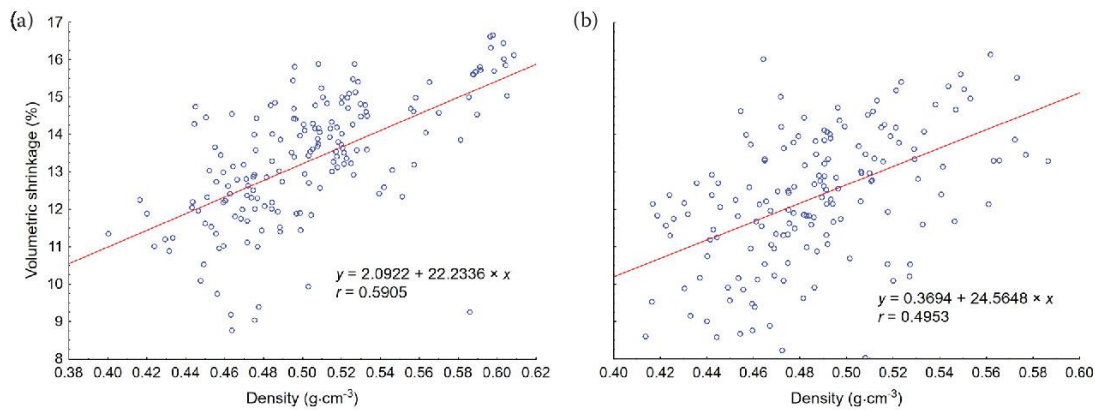 (a)
(b)
Volumetric shrinkage (%)
17
16
15
14
13
12
11
10
9
8
y = 2.0922 + 22.2336 × x
r = 0.5905
0.38 0.40 0.42 0.44 0.46 0.48 0.50 0.52 0.54 0.56 0.58 0.60 0.62
Density (g·cm⁻³)
y = 0.3694 + 24.5648 × x
r = 0.4953
0.40 0.42 0.44 0.46 0.48 0.50 0.52 0.54 0.56 0.58 0.60
Density (g·cm⁻³)